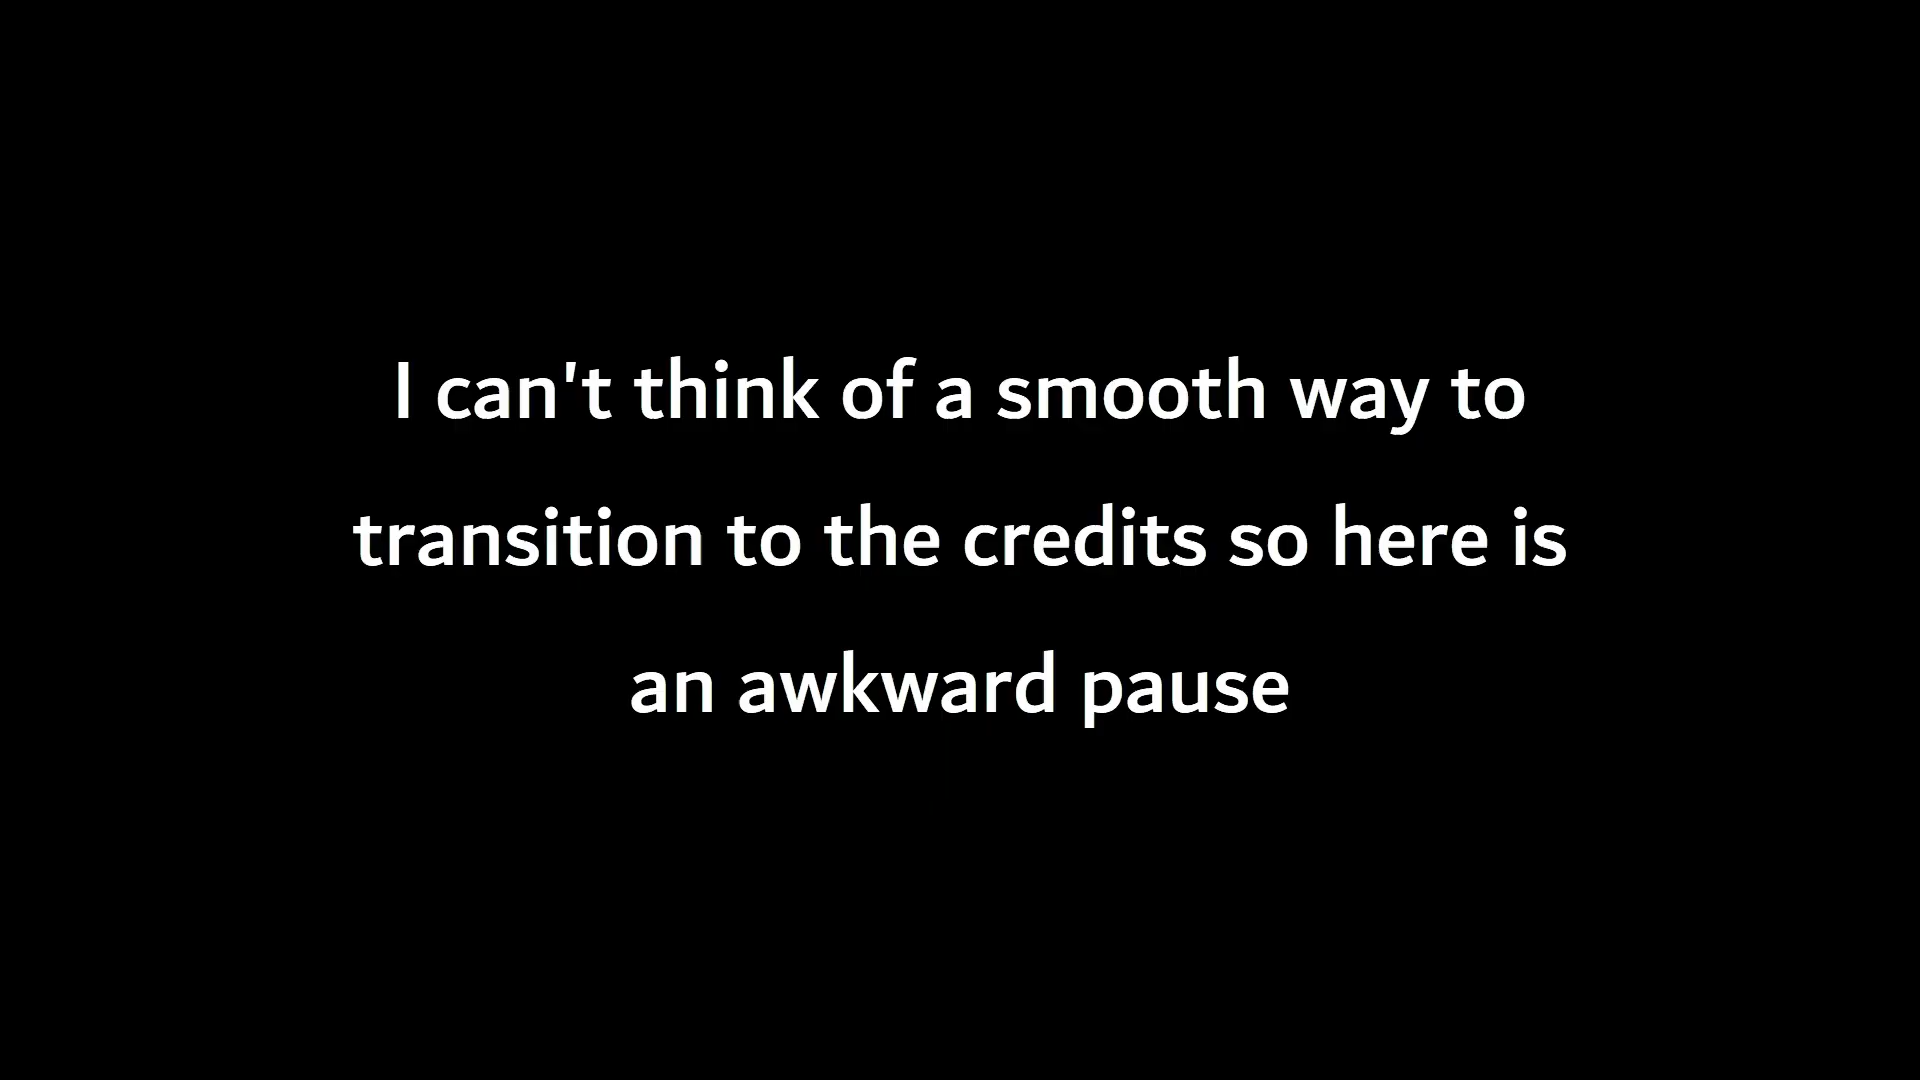 I can't think of a smooth way to
transition to the credits so here is
an awkward pause